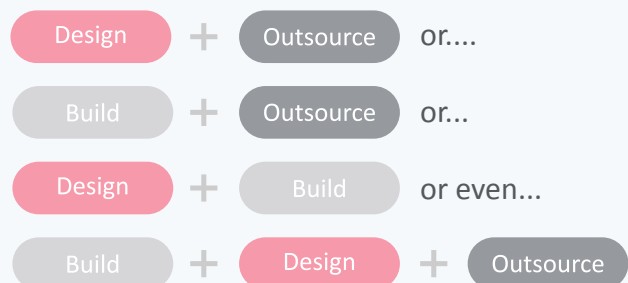 Design + Outsource or....
Build + Outsource or...
Design + Build or even...
Build + Design + Outsource